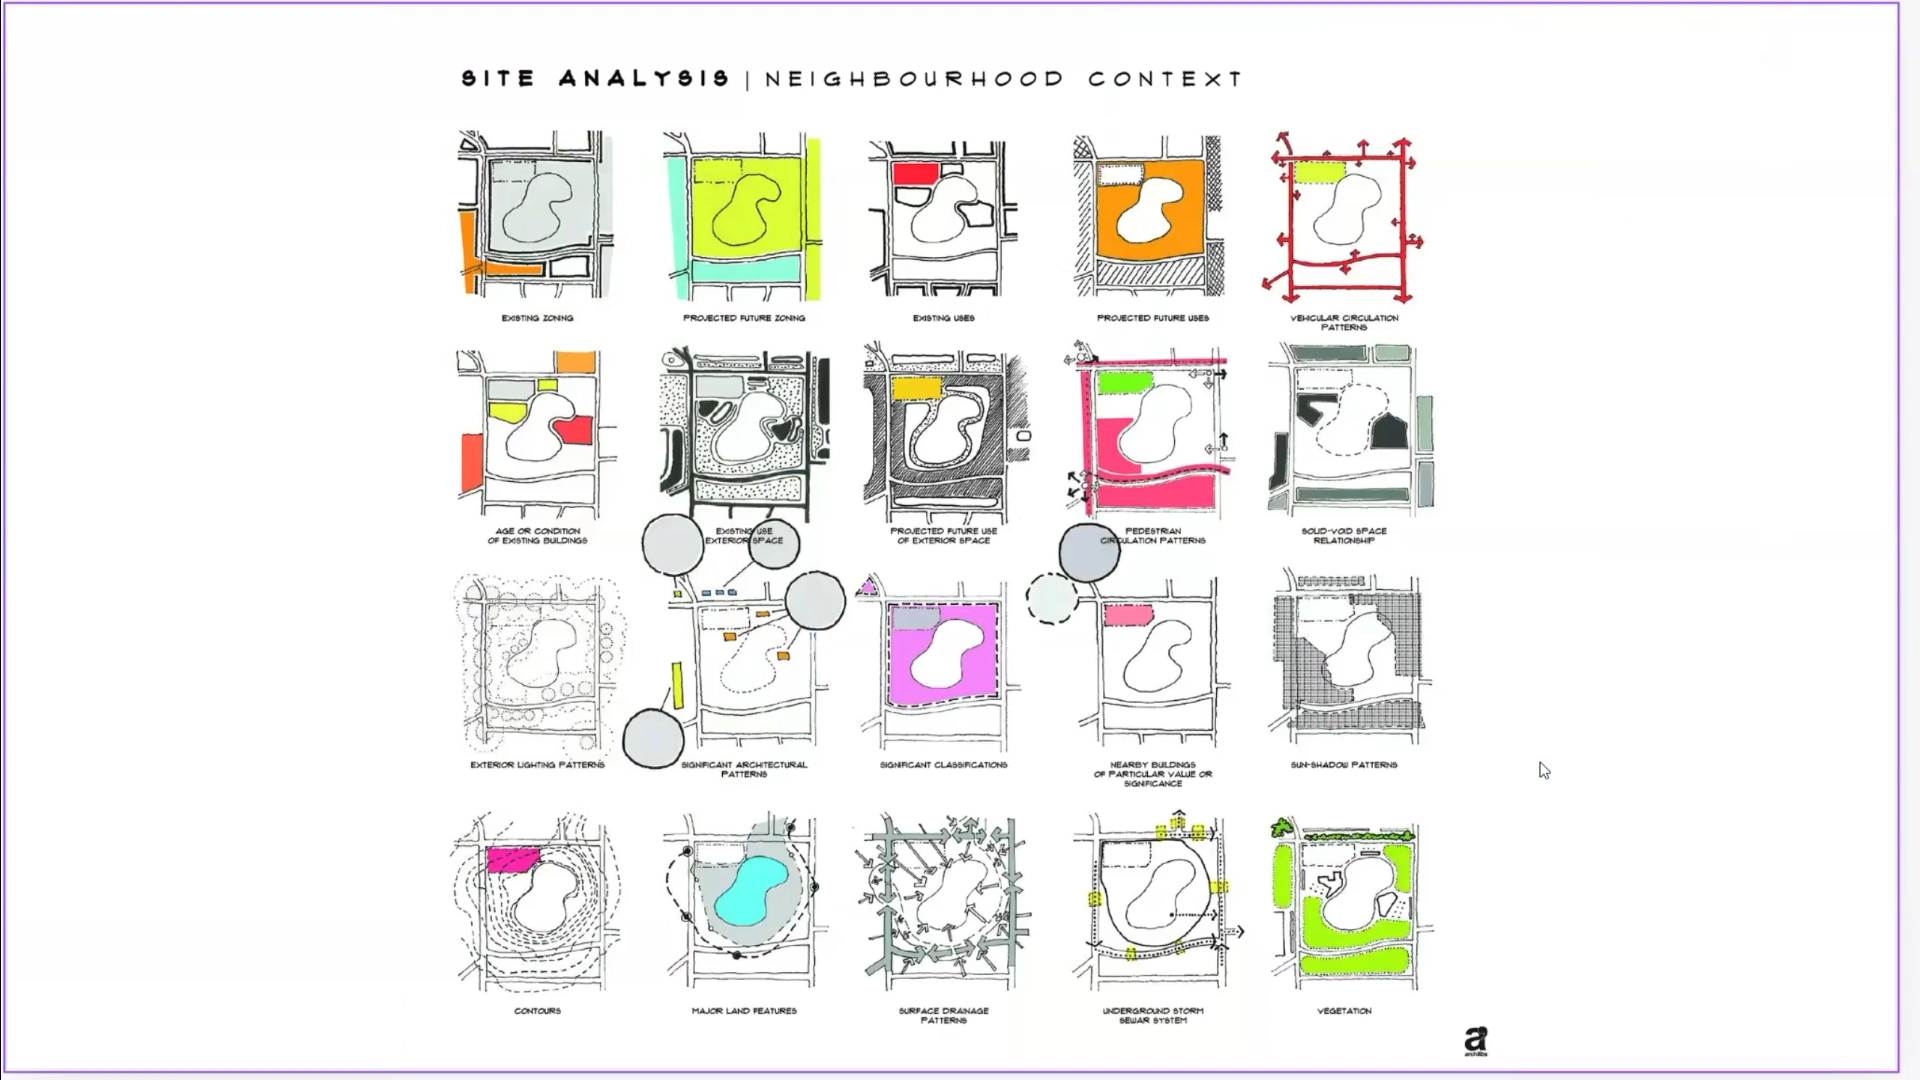 SITE ANALYSIS | NEIGHBOURHOOD CONTEXT
EXISTING ZONING
PROJECTED FUTURE ZONING
EXISTING USES
PROJECTED FUTURE USES
VEHICULAR CIRCULATION
PATTERNS
AGE OR CONDITION
OF EXISTING BUILDINGS
EXISTING USE
EXTERIOR SPACE
PROJECTED FUTURE USE
OF EXTERIOR SPACE
PEDESTRIAN
CIRCULATION PATTERNS
SOLID-VOID SPACE
RELATIONSHIP
EXTERIOR LIGHTING PATTERNS
SIGNIFICANT ARCHITECTURAL
PATTERNS
SIGNIFICANT CLASSIFICATIONS
NEARBY BUILDINGS
OF PARTICULAR VALUE OR
SIGNIFICANCE
SUN-SHADOW PATTERNS
CONTOURS
MAJOR LAND FEATURES
SURFACE DRANAGE
PATTERNS
UNDERGROUND STORM
SEWAR SYSTEM
VEGETATION
a